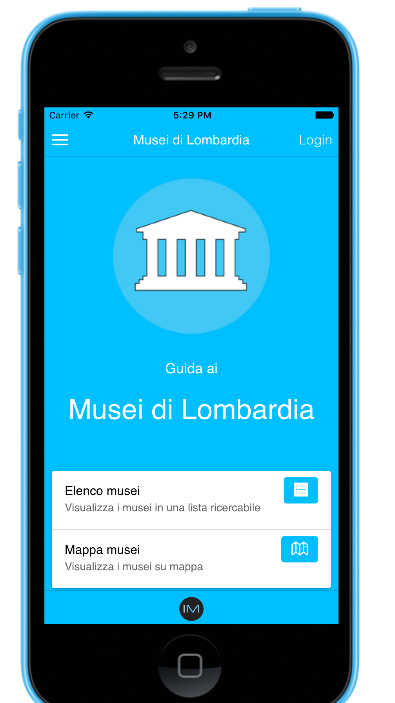 Carrier 5:29 PM
Musei di Lombardia Login
Guida ai
Musei di Lombardia
Elenco musei
Visualizza i musei in una lista ricercabile
Mappa musei
Visualizza i musei su mappa
IM